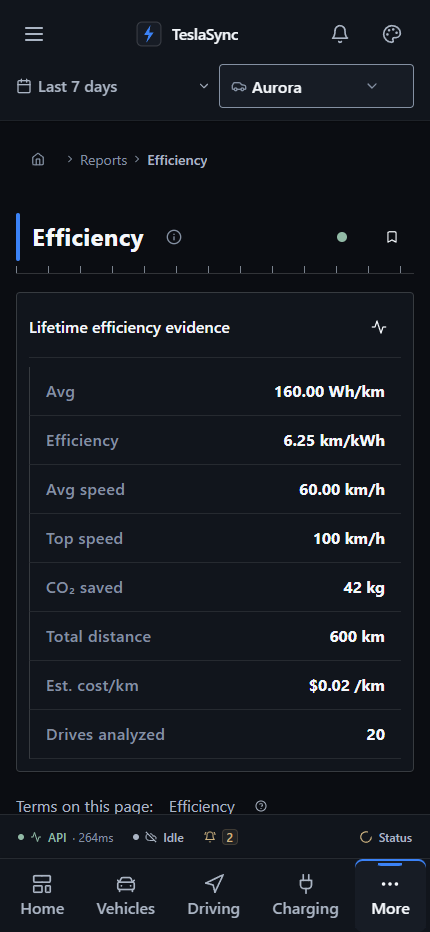 TeslaSync
Last 7 days
Aurora
Reports
Efficiency
Efficiency
Lifetime efficiency evidence
Avg 160.00 Wh/km
Efficiency 6.25 km/kWh
Avg speed 60.00 km/h
Top speed 100 km/h
CO₂ saved 42 kg
Total distance 600 km
Est. cost/km $0.02 /km
Drives analyzed 20
Terms on this page: Efficiency
API · 264ms Idle 2 Status
Home Vehicles Driving Charging More